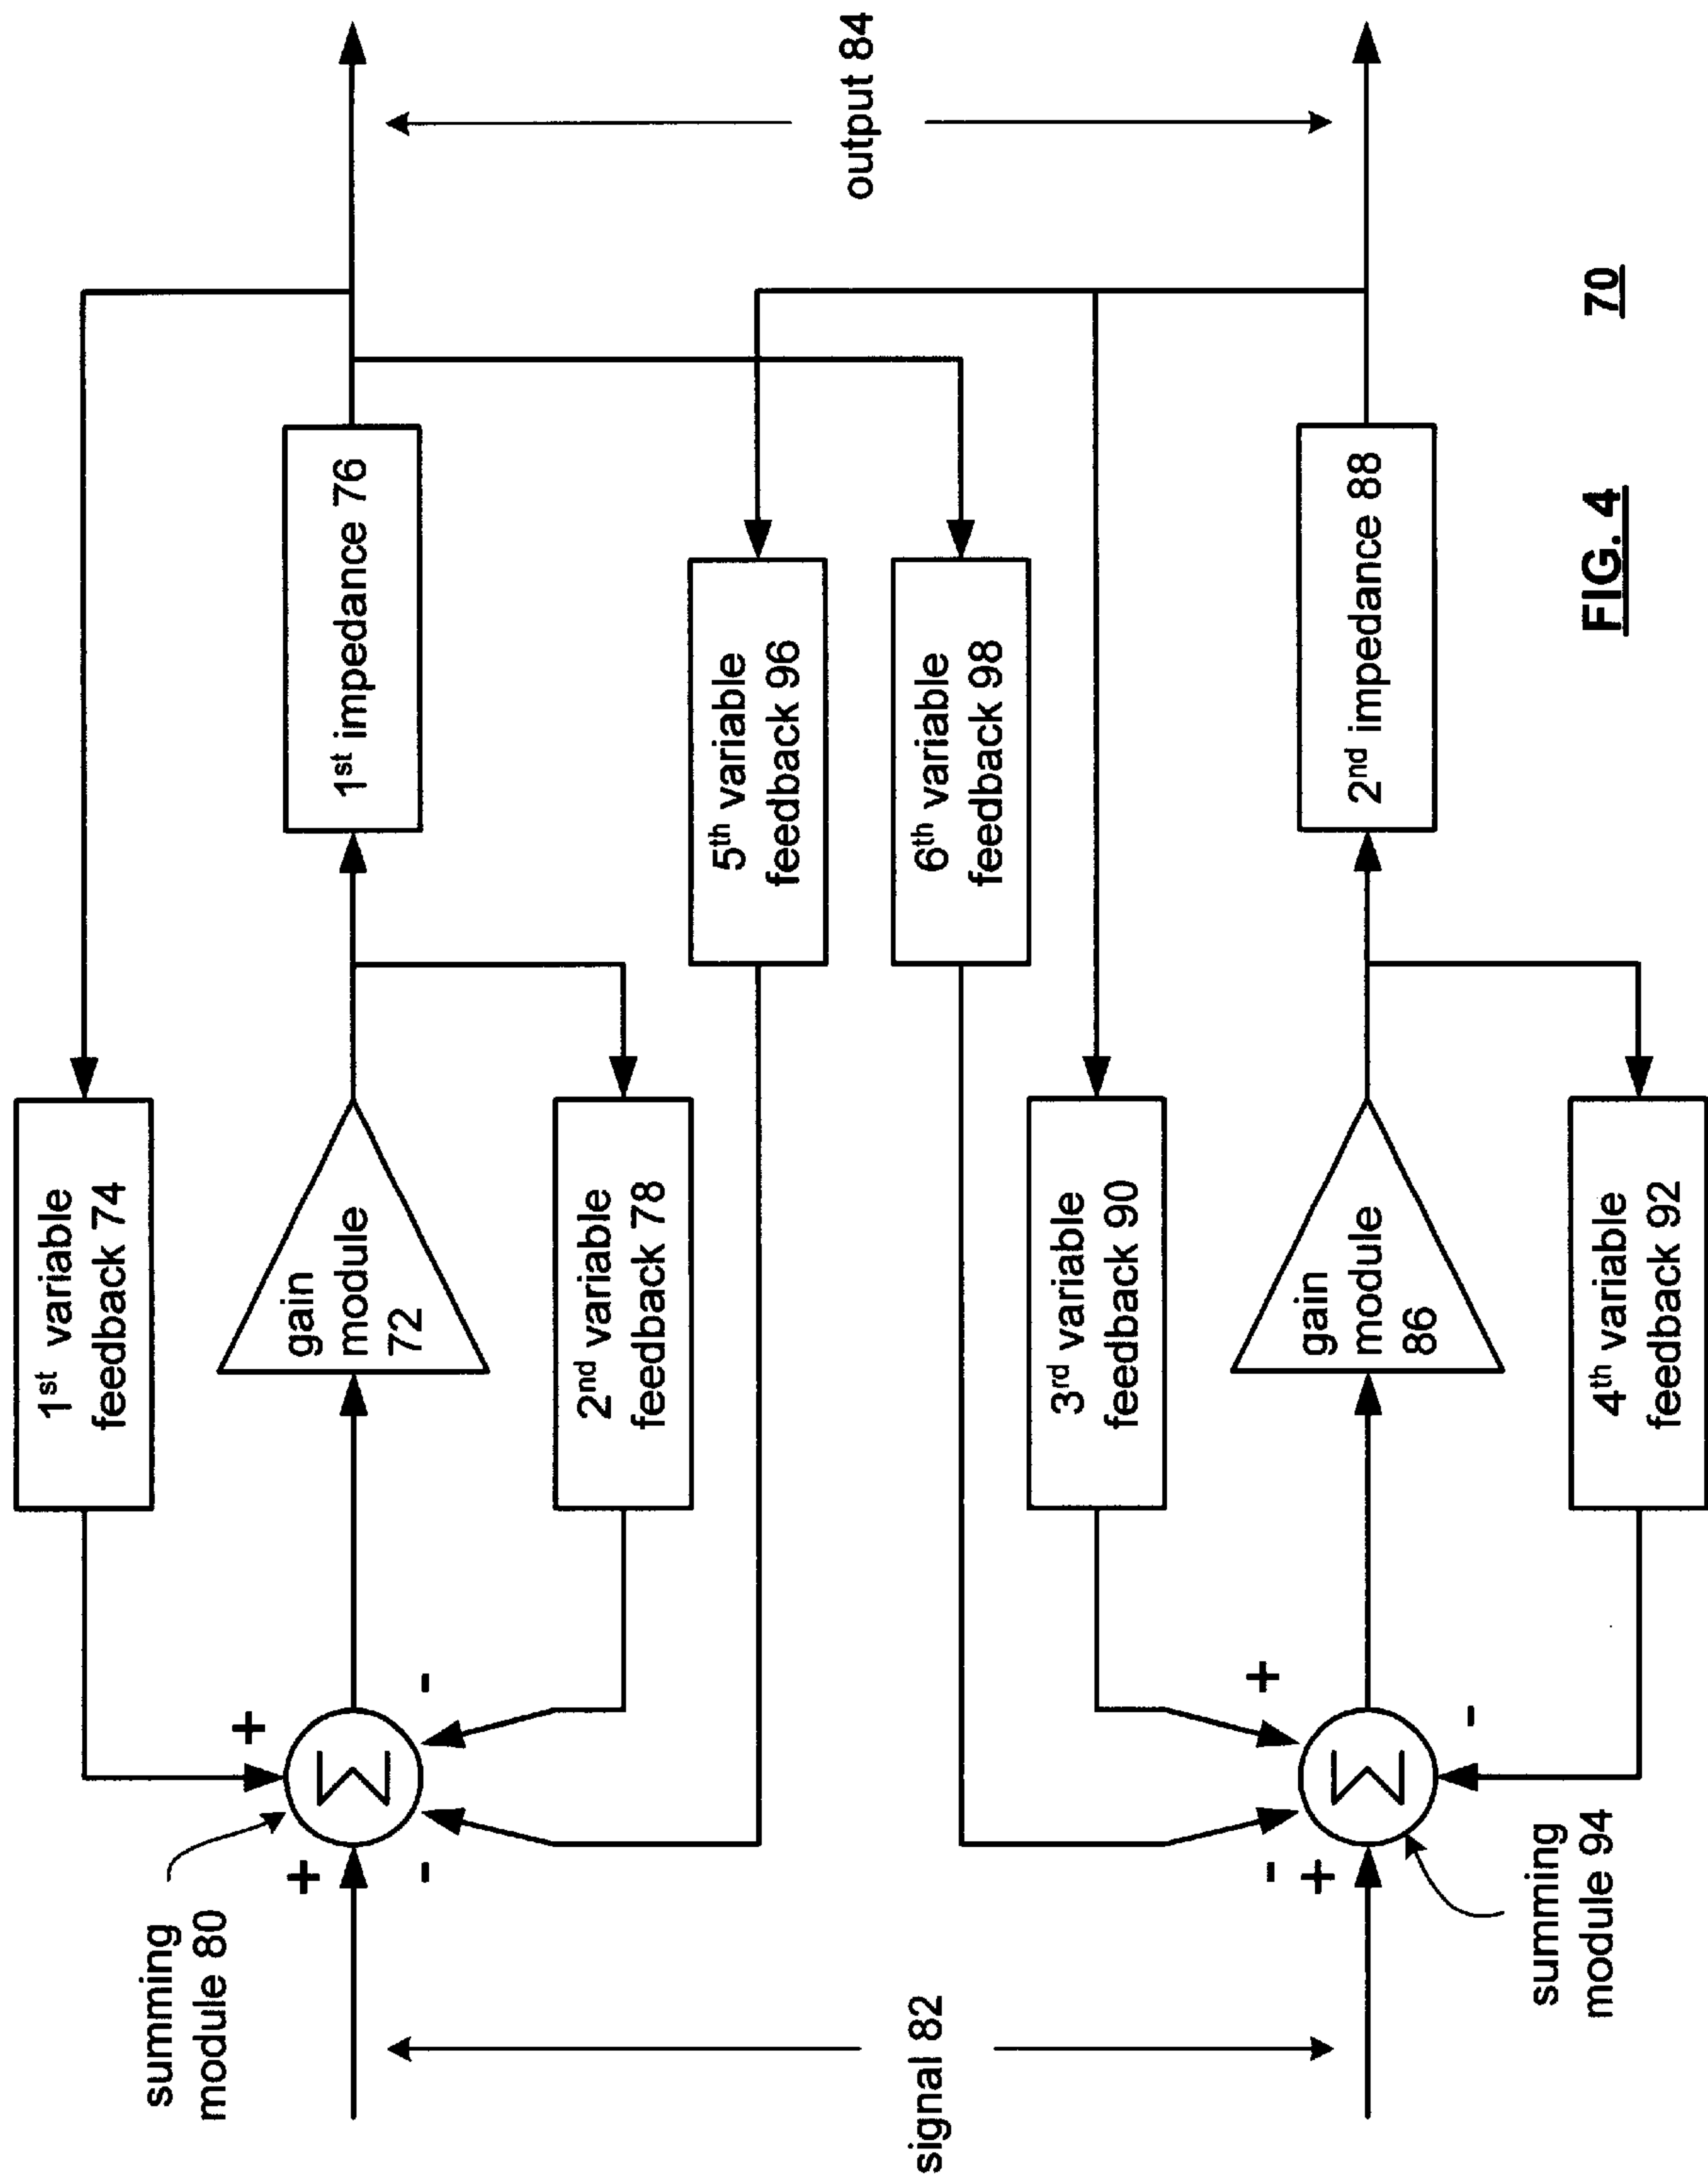 1st variable
feedback 74
summing
module 80
gain
module
72
1st impedance 76
2nd variable
feedback 78
5th variable
feedback 96
signal 82
output 84
6th variable
feedback 98
3rd variable
feedback 90
gain
module
86
2nd impedance 88
summing
module 94
4th variable
feedback 92
+
+
-
-
Σ
-
+
+
-
Σ
FIG. 4
70